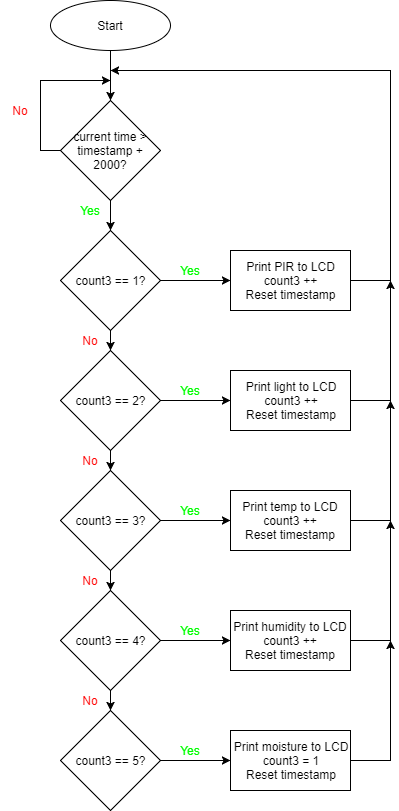 Start
No
current time >
timestamp +
2000?
Yes
count3 == 1?
Yes
Print PIR to LCD
count3 ++
Reset timestamp
No
count3 == 2?
Yes
Print light to LCD
count3 ++
Reset timestamp
No
count3 == 3?
Yes
Print temp to LCD
count3 ++
Reset timestamp
No
count3 == 4?
Yes
Print humidity to LCD
count3 ++
Reset timestamp
No
count3 == 5?
Yes
Print moisture to LCD
count3 = 1
Reset timestamp